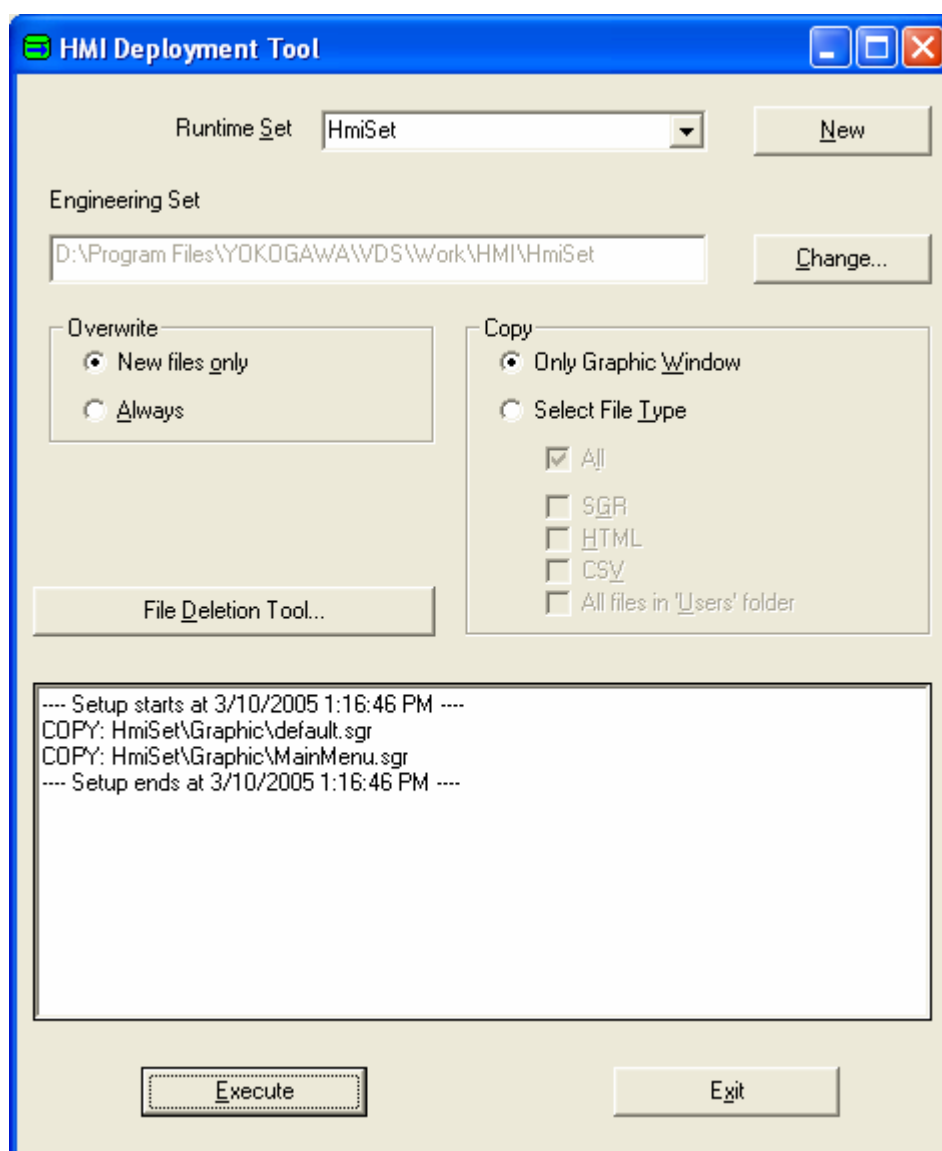 HMI Deployment Tool
Runtime Set HmiSet New
Engineering Set
D:\Program Files\YOKOGAWA\VDS\Work\HMI\HmiSet Change...
Overwrite
New files only
Always
Copy
Only Graphic Window
Select File Type
All
SGR
HTML
CSV
All files in 'Users' folder
File Deletion Tool...
---- Setup starts at 3/10/2005 1:16:46 PM ----
COPY: HmiSet\Graphic\default.sgr
COPY: HmiSet\Graphic\MainMenu.sgr
---- Setup ends at 3/10/2005 1:16:46 PM ----
Execute Exit